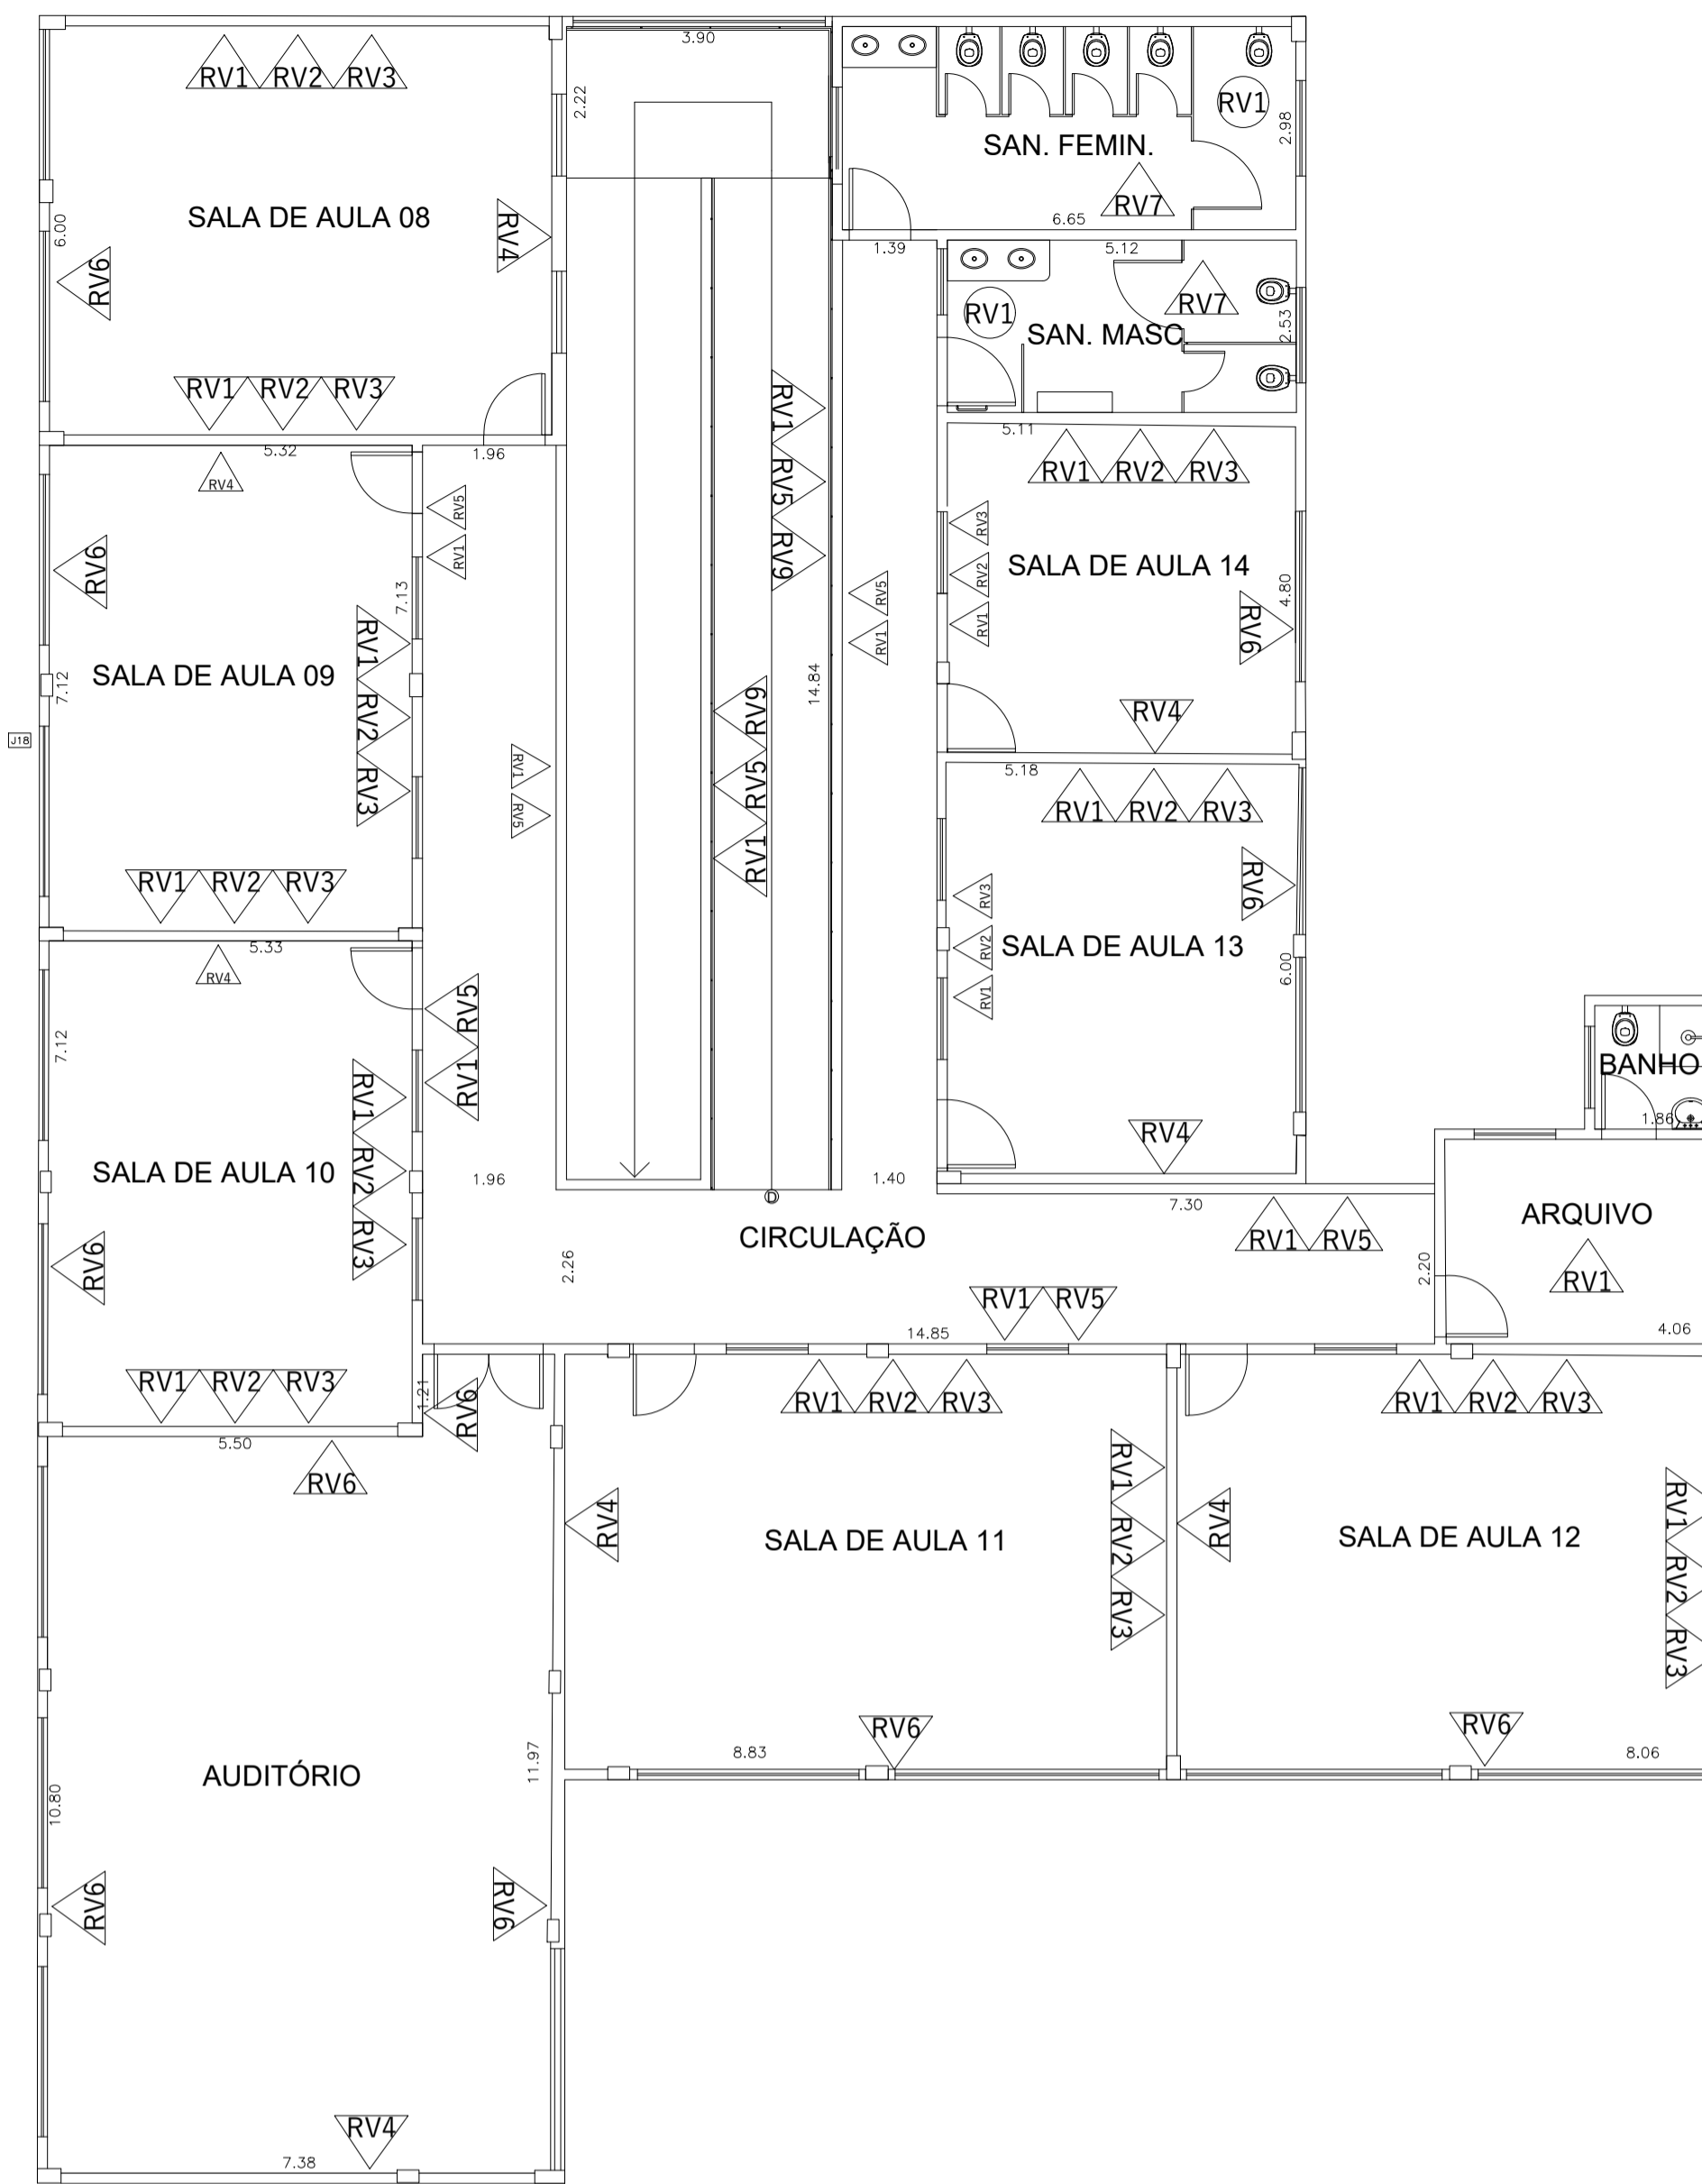 3.90
RV1 RV2 RV3
2.22
RV1
2.98
SAN. FEMIN.
SALA DE AULA 08
RV4
RV7
6.65
6.00
RV6
1.39
5.12
RV7
RV1
SAN. MASC
2.53
RV1 RV2 RV3
RV1
RV5
RV9
5.32
1.96
5.11
RV4
RV1 RV2 RV3
RV5
RV1
RV6
RV3
RV2
RV1
SALA DE AULA 14
4.80
RV6
7.13
RV5
RV1
RV1
RV2
RV3
SALA DE AULA 09
7.12
14.84
RV9
RV5
RV1
RV4
J18
RV1
RV5
5.18
RV1 RV2 RV3
RV1 RV2 RV3
RV6
RV3
RV2
RV1
SALA DE AULA 13
6.00
5.33
RV4
RV5
RV1
7.12
BANHO
1.86
RV1
RV2
RV3
RV4
SALA DE AULA 10
1.96
1.40
7.30
ARQUIVO
RV6
CIRCULAÇÃO
RV1 RV5
2.26
2.20
RV1
RV1 RV5
14.85
4.06
RV1 RV2 RV3
1.21
RV6
RV1 RV2 RV3
RV1 RV2 RV3
5.50
RV6
RV4
SALA DE AULA 11
RV1
RV2
RV3
RV4
SALA DE AULA 12
RV1
RV2
RV3
RV6
RV6
8.83
8.06
AUDITÓRIO
11.97
10.80
RV6
RV6
RV4
7.38
D